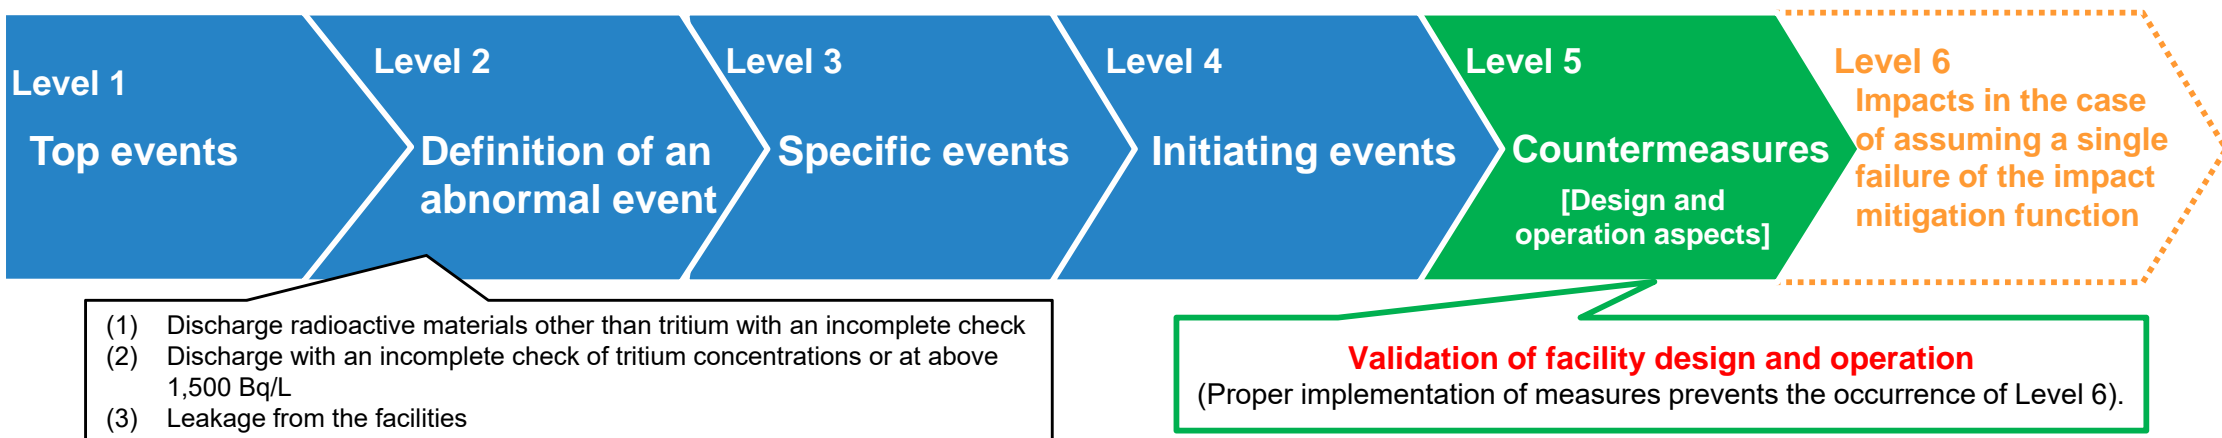 Level 1
Top events
Level 2
Definition of an
abnormal event
Level 3
Specific events
Level 4
Initiating events
Level 5
Countermeasures
[Design and
operation aspects]
Level 6
Impacts in the case
of assuming a single
failure of the impact
mitigation function
(1) Discharge radioactive materials other than tritium with an incomplete check
(2) Discharge with an incomplete check of tritium concentrations or at above
1,500 Bq/L
(3) Leakage from the facilities
Validation of facility design and operation
(Proper implementation of measures prevents the occurrence of Level 6).